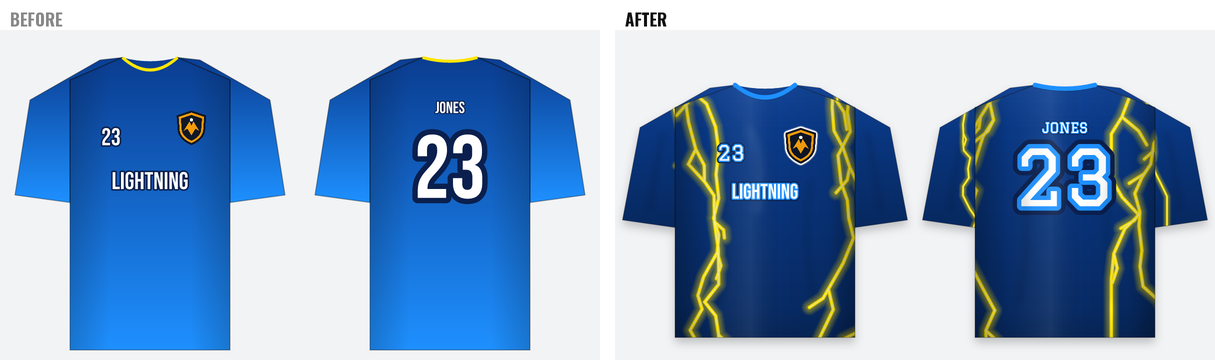 BEFORE
AFTER
23
LIGHTNING
JONES
23
23
LIGHTNING
JONES
23